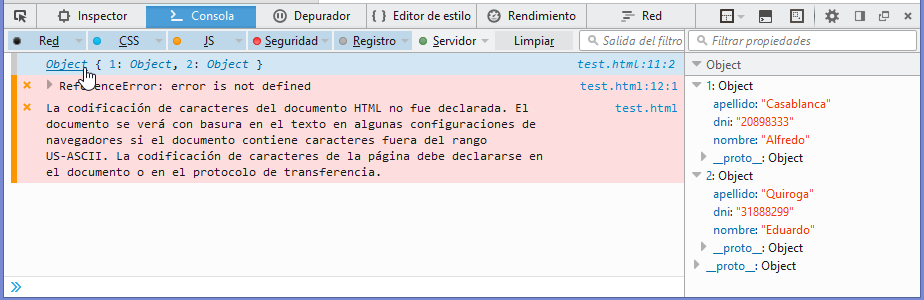 Inspector Consola Depurador { } Editor de estilo Rendimiento Red
Red CSS JS Seguridad Registro Servidor Limpiar Salida del filtro Filtrar propiedades
Object { 1: Object, 2: Object } test.html:11:2
ReferenceError: error is not defined test.html:12:1
La codificación de caracteres del documento HTML no fue declarada. El test.html
documento se verá con basura en el texto en algunas configuraciones de
navegadores si el documento contiene caracteres fuera del rango
US-ASCII. La codificación de caracteres de la página debe declararse en
el documento o en el protocolo de transferencia.
Object
1: Object
apellido: "Casablanca"
dni: "20898333"
nombre: "Alfredo"
__proto__: Object
2: Object
apellido: "Quiroga"
dni: "31888299"
nombre: "Eduardo"
__proto__: Object
__proto__: Object